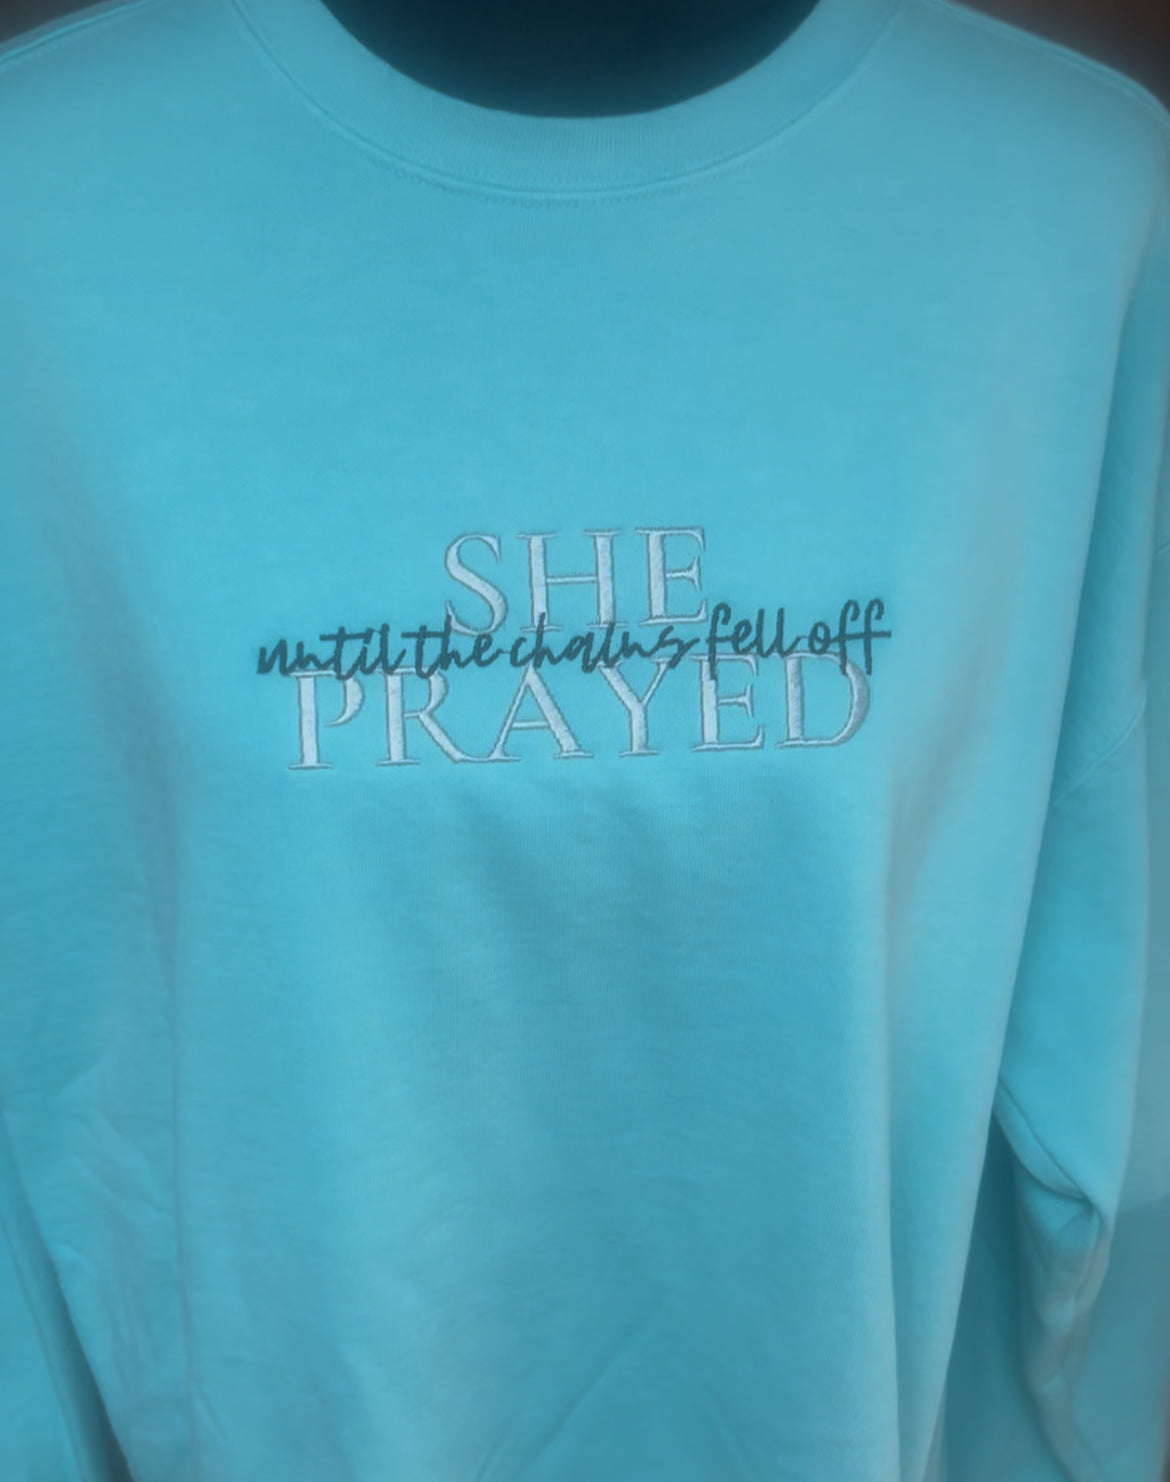 SHE
until the chains fell off
PRAYED